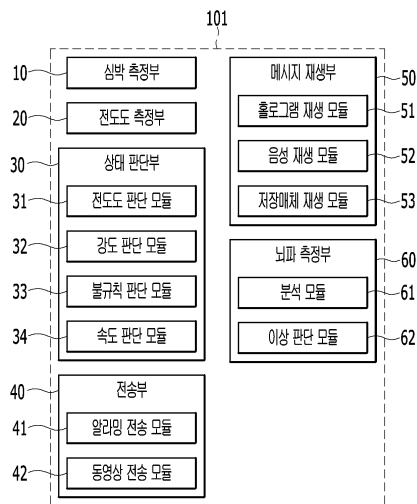 101
10
심박 측정부
20
전도도 측정부
30
상태 판단부
31
전도도 판단 모듈
32
강도 판단 모듈
33
불규칙 판단 모듈
34
속도 판단 모듈
40
전송부
41
알라밍 전송 모듈
42
동영상 전송 모듈
메시지 재생부
50
홀로그램 재생 모듈
51
음성 재생 모듈
52
저장매체 재생 모듈
53
뇌파 측정부
60
분석 모듈
61
이상 판단 모듈
62